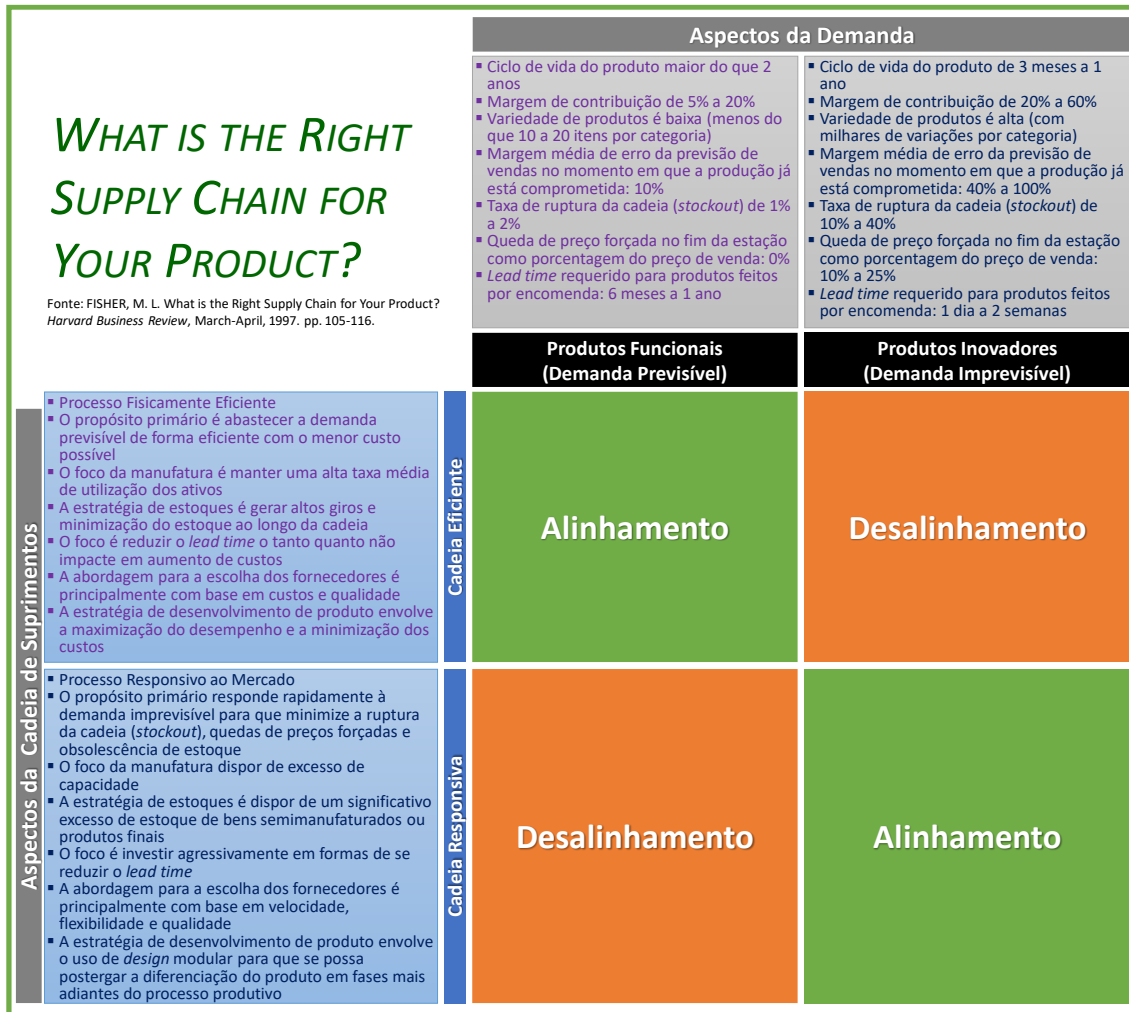 WHAT IS THE RIGHT
SUPPLY CHAIN FOR
YOUR PRODUCT?
Fonte: FISHER, M. L. What is the Right Supply Chain for Your Product?
Harvard Business Review, March-April, 1997. pp. 105-116.
Aspectos da Demanda
▪ Ciclo de vida do produto maior do que 2
anos
▪ Margem de contribuição de 5% a 20%
▪ Variedade de produtos é baixa (menos do
que 10 a 20 itens por categoria)
▪ Margem média de erro da previsão de
vendas no momento em que a produção já
está comprometida: 10%
▪ Taxa de ruptura da cadeia (stockout) de 1%
a 2%
▪ Queda de preço forçada no fim da estação
como porcentagem do preço de venda: 0%
▪ Lead time requerido para produtos feitos
por encomenda: 6 meses a 1 ano
▪ Ciclo de vida do produto de 3 meses a 1
ano
▪ Margem de contribuição de 20% a 60%
▪ Variedade de produtos é alta (com
milhares de variações por categoria)
▪ Margem média de erro da previsão de
vendas no momento em que a produção já
está comprometida: 40% a 100%
▪ Taxa de ruptura da cadeia (stockout) de
10% a 40%
▪ Queda de preço forçada no fim da estação
como porcentagem do preço de venda:
10% a 25%
▪ Lead time requerido para produtos feitos
por encomenda: 1 dia a 2 semanas
Produtos Funcionais
(Demanda Previsível)
Produtos Inovadores
(Demanda Imprevisível)
Aspectos da Cadeia de Suprimentos
▪ Processo Fisicamente Eficiente
▪ O propósito primário é abastecer a demanda
previsível de forma eficiente com o menor custo
possível
▪ O foco da manufatura é manter uma alta taxa média
de utilização dos ativos
▪ A estratégia de estoques é gerar altos giros e
minimização do estoque ao longo da cadeia
▪ O foco é reduzir o lead time o tanto quanto não
impacte em aumento de custos
▪ A abordagem para a escolha dos fornecedores é
principalmente com base em custos e qualidade
▪ A estratégia de desenvolvimento de produto envolve
a maximização do desempenho e a minimização dos
custos
Cadeia Eficiente
Alinhamento
Desalinhamento
▪ Processo Responsivo ao Mercado
▪ O propósito primário responde rapidamente à
demanda imprevisível para que minimize a ruptura
da cadeia (stockout), quedas de preços forçadas e
obsolescência de estoque
▪ O foco da manufatura dispor de excesso de
capacidade
▪ A estratégia de estoques é dispor de um significativo
excesso de estoque de bens semimanufaturados ou
produtos finais
▪ O foco é investir agressivamente em formas de se
reduzir o lead time
▪ A abordagem para a escolha dos fornecedores é
principalmente com base em velocidade,
flexibilidade e qualidade
▪ A estratégia de desenvolvimento de produto envolve
o uso de design modular para que se possa
postergar a diferenciação do produto em fases mais
adiantes do processo produtivo
Cadeia Responsiva
Desalinhamento
Alinhamento